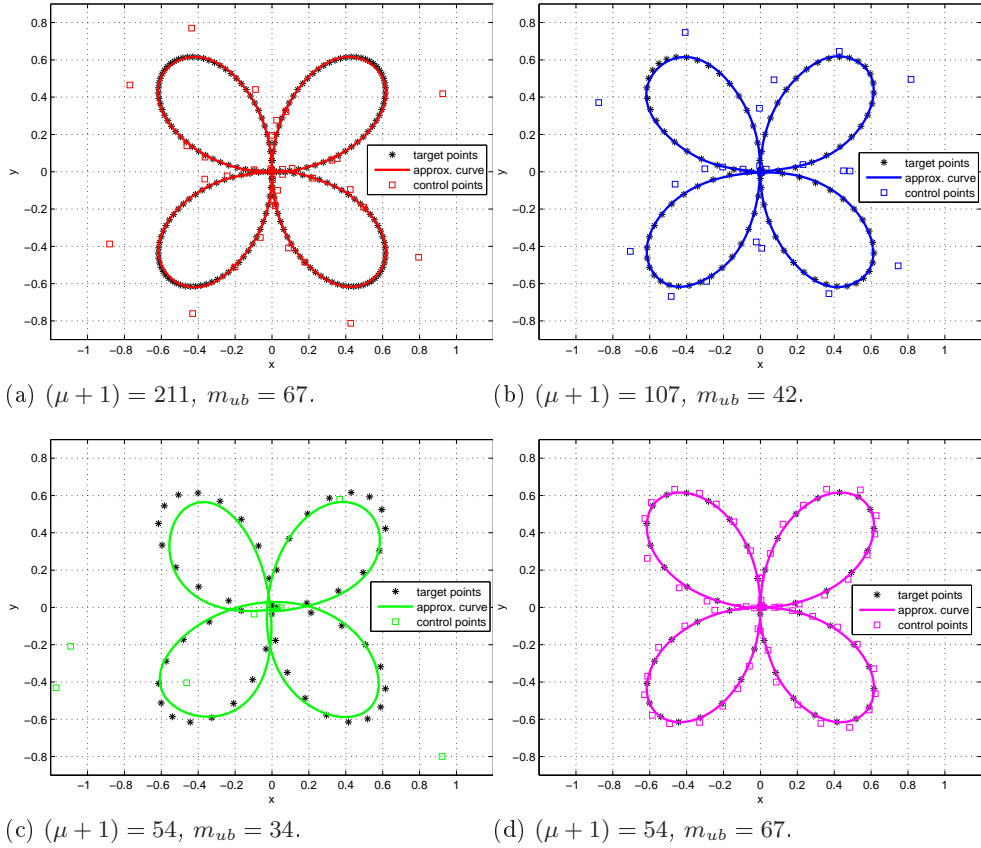 0.8
0.6
0.4
0.2
0
−0.2
−0.4
−0.6
−0.8
y
−1 −0.8 −0.6 −0.4 −0.2 0 0.2 0.4 0.6 0.8 1
x
target points
approx. curve
control points
(a) (μ + 1) = 211, m_{ub} = 67.
0.8
0.6
0.4
0.2
0
−0.2
−0.4
−0.6
−0.8
y
−1 −0.8 −0.6 −0.4 −0.2 0 0.2 0.4 0.6 0.8 1
x
target points
approx. curve
control points
(b) (μ + 1) = 107, m_{ub} = 42.
0.8
0.6
0.4
0.2
0
−0.2
−0.4
−0.6
−0.8
y
−1 −0.8 −0.6 −0.4 −0.2 0 0.2 0.4 0.6 0.8 1
x
target points
approx. curve
control points
(c) (μ + 1) = 54, m_{ub} = 34.
0.8
0.6
0.4
0.2
0
−0.2
−0.4
−0.6
−0.8
y
−1 −0.8 −0.6 −0.4 −0.2 0 0.2 0.4 0.6 0.8 1
x
target points
approx. curve
control points
(d) (μ + 1) = 54, m_{ub} = 67.